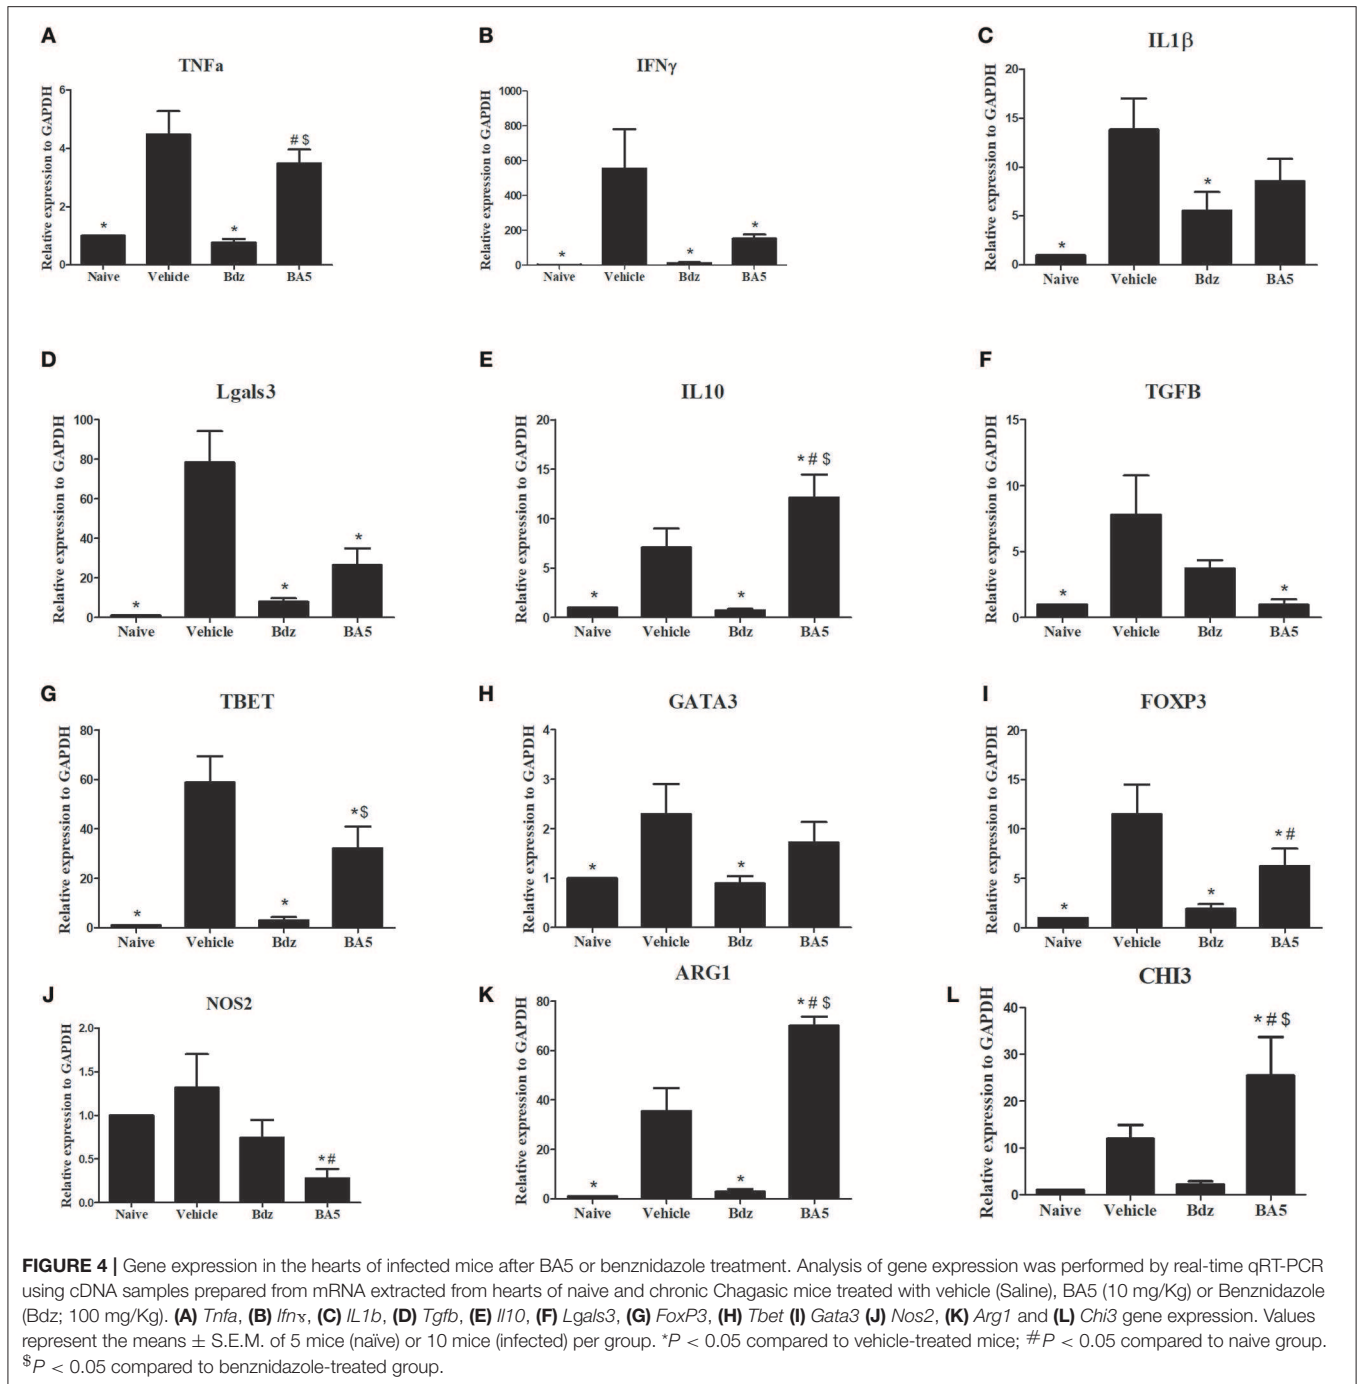 A
TNFa
Relative expression to GAPDH
6
4
2
0
*
*
# $
Naive Vehicle Bdz BA5
B
IFNγ
Relative expression to GAPDH
1000
800
600
400
200
0
*
*
*
Naive Vehicle Bdz BA5
C
IL1β
Relative expression to GAPDH
20
15
10
5
0
*
*
Naive Vehicle Bdz BA5
D
Lgals3
Relative expression to GAPDH
100
80
60
40
20
0
*
*
*
Naive Vehicle Bdz BA5
E
IL10
Relative expression to GAPDH
20
15
10
5
0
*
*
* # $
Naive Vehicle Bdz BA5
F
TGFB
Relative expression to GAPDH
15
10
5
0
*
*
Naive Vehicle Bdz BA5
G
TBET
Relative expression to GAPDH
80
60
40
20
0
*
*
*$
Naive Vehicle Bdz BA5
H
GATA3
Relative expression to GAPDH
4
3
2
1
0
*
*
Naive Vehicle Bdz BA5
I
FOXP3
Relative expression to GAPDH
20
15
10
5
0
*
*
* #
Naive Vehicle Bdz BA5
J
NOS2
Relative expression to GAPDH
2.0
1.5
1.0
0.5
0.0
*#
Naive Vehicle Bdz BA5
K
ARG1
Relative expression to GAPDH
80
60
40
20
0
*
*
* # $
Naive Vehicle Bdz BA5
L
CHI3
Relative expression to GAPDH
40
30
20
10
0
* # $
Naive Vehicle Bdz BA5
FIGURE 4 | Gene expression in the hearts of infected mice after BA5 or benznidazole treatment. Analysis of gene expression was performed by real-time qRT-PCR
using cDNA samples prepared from mRNA extracted from hearts of naive and chronic Chagasic mice treated with vehicle (Saline), BA5 (10 mg/Kg) or Benznidazole
(Bdz; 100 mg/Kg). (A) Tnfa, (B) Ifnɤ, (C) IL1b, (D) Tgfb, (E) Il10, (F) Lgals3, (G) FoxP3, (H) Tbet (I) Gata3 (J) Nos2, (K) Arg1 and (L) Chi3 gene expression. Values
represent the means ± S.E.M. of 5 mice (naïve) or 10 mice (infected) per group. *P < 0.05 compared to vehicle-treated mice; #P < 0.05 compared to naive group.
$P < 0.05 compared to benznidazole-treated group.